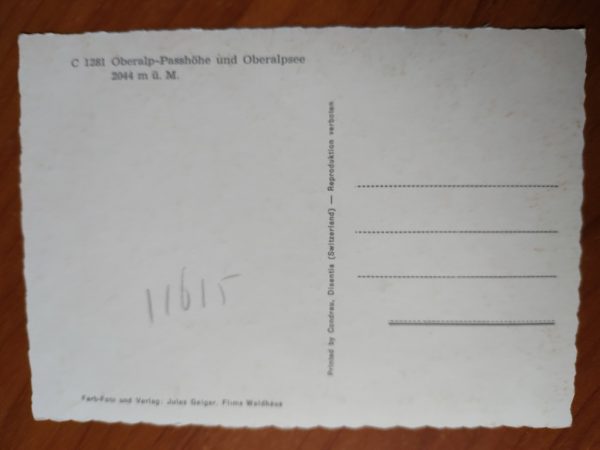 C 1281 Oberalp-Passhöhe und Oberalpsee
2044 m ü. M.
11615
Farb-Foto und Verlag: Jules Geiger, Flims Waldhaus
Printed by Condrau, Disentis (Switzerland) — Reproduktion verboten